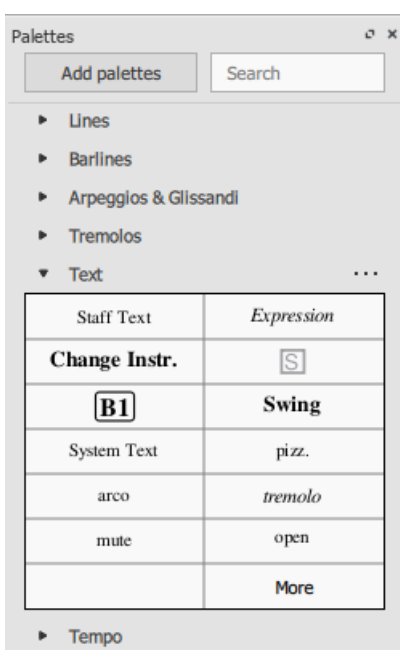 Palettes
Add palettes Search
Lines
Barlines
Arpeggios & Glissandi
Tremolos
Text ...
Staff Text Expression
Change Instr. S
B1 Swing
System Text pizz.
arco tremolo
mute open
More
Tempo